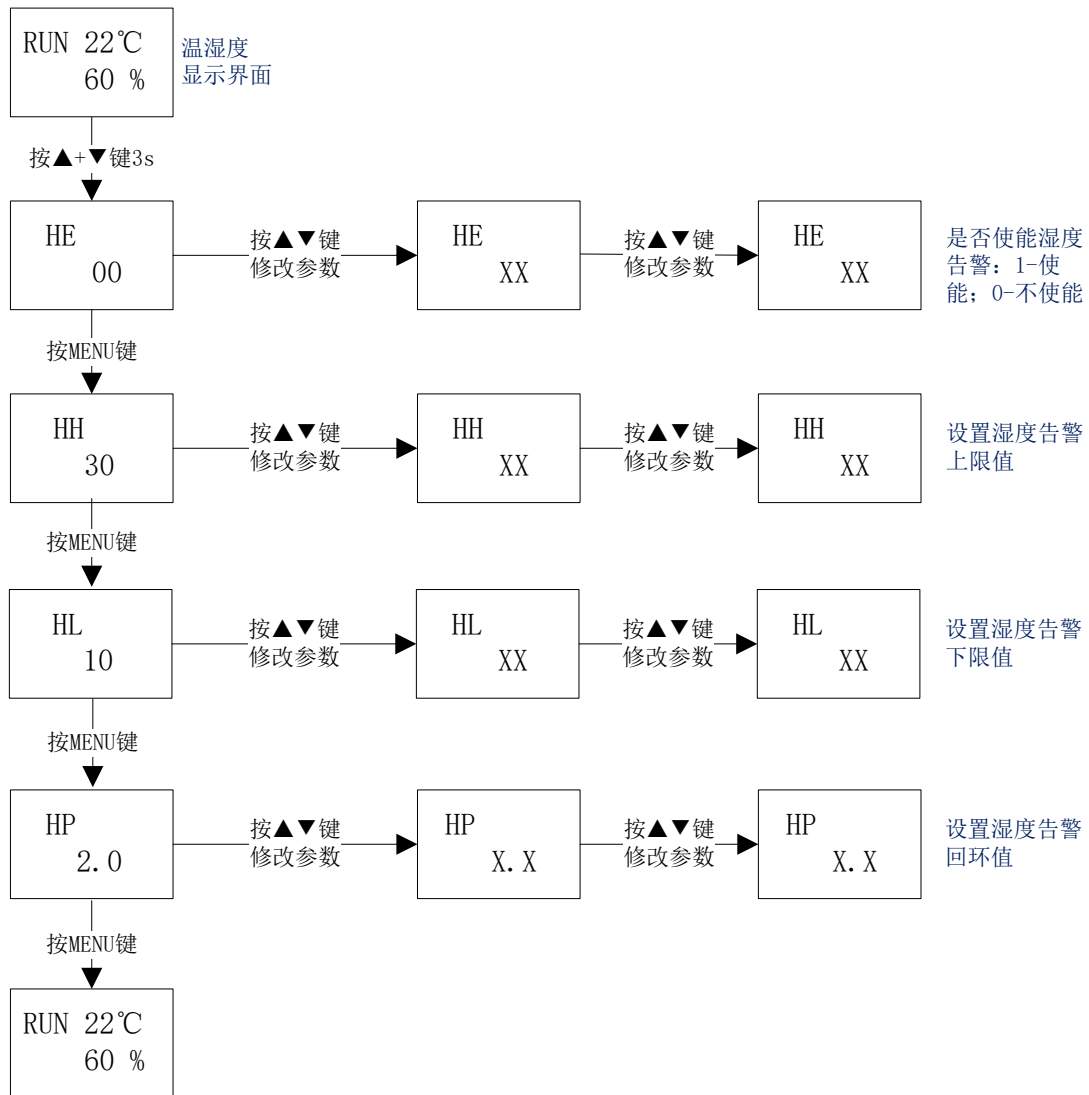 RUN 22℃
60 %
温湿度
显示界面
按▲+▼键3s
HE
00
按▲▼键
修改参数
HE
XX
按▲▼键
修改参数
HE
XX
是否使能湿度
告警：1-使
能；0-不使能
按MENU键
HH
30
按▲▼键
修改参数
HH
XX
按▲▼键
修改参数
HH
XX
设置湿度告警
上限值
按MENU键
HL
10
按▲▼键
修改参数
HL
XX
按▲▼键
修改参数
HL
XX
设置湿度告警
下限值
按MENU键
HP
2.0
按▲▼键
修改参数
HP
X.X
按▲▼键
修改参数
HP
X.X
设置湿度告警
回环值
按MENU键
RUN 22℃
60 %